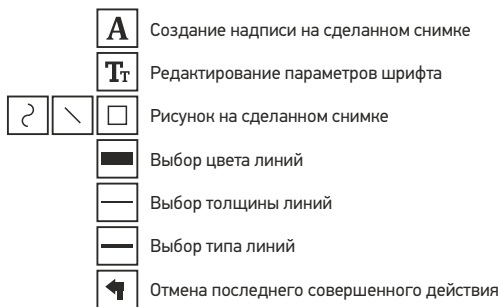 A Создание надписи на сделанном снимке
Tт Редактирование параметров шрифта
Рисунок на сделанном снимке
Выбор цвета линий
Выбор толщины линий
Выбор типа линий
Отмена последнего совершенного действия